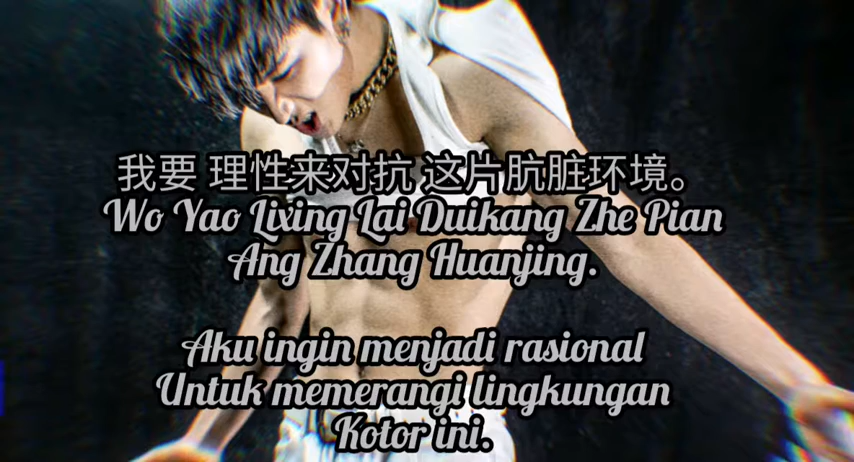 我要 理性来对抗 这片肮脏环境。
Wo Yao Lixing Lai Duikang Zhe Pian
Ang Zhang Huanjing.
Aku ingin menjadi rasional
Untuk memerangi lingkungan
Kotor ini.